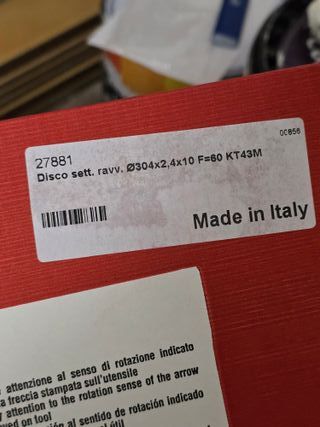 00856
27881
Disco sett. ravv. Ø304x2,4x10 F=60 KT43M
Made in Italy
attenzione al senso di rotazione indicato
a freccia stampata sull'utensile
attention to the rotation sense of the arrow
on tool
al sentido de rotación indicado
útil